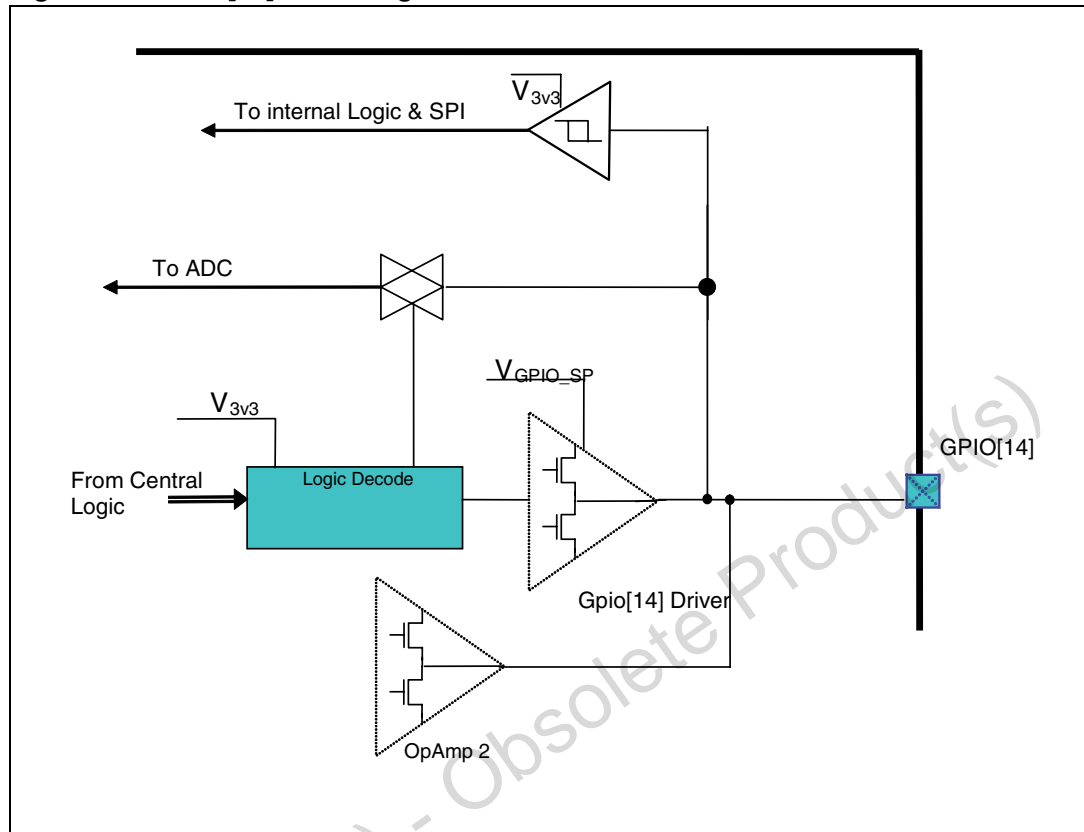 V3v3
To internal Logic & SPI
To ADC
VGPIO_SP
V3v3
GPIO[14]
From Central
Logic
Logic Decode
Gpio[14] Driver
OpAmp 2
) - Obsolete Product(s)